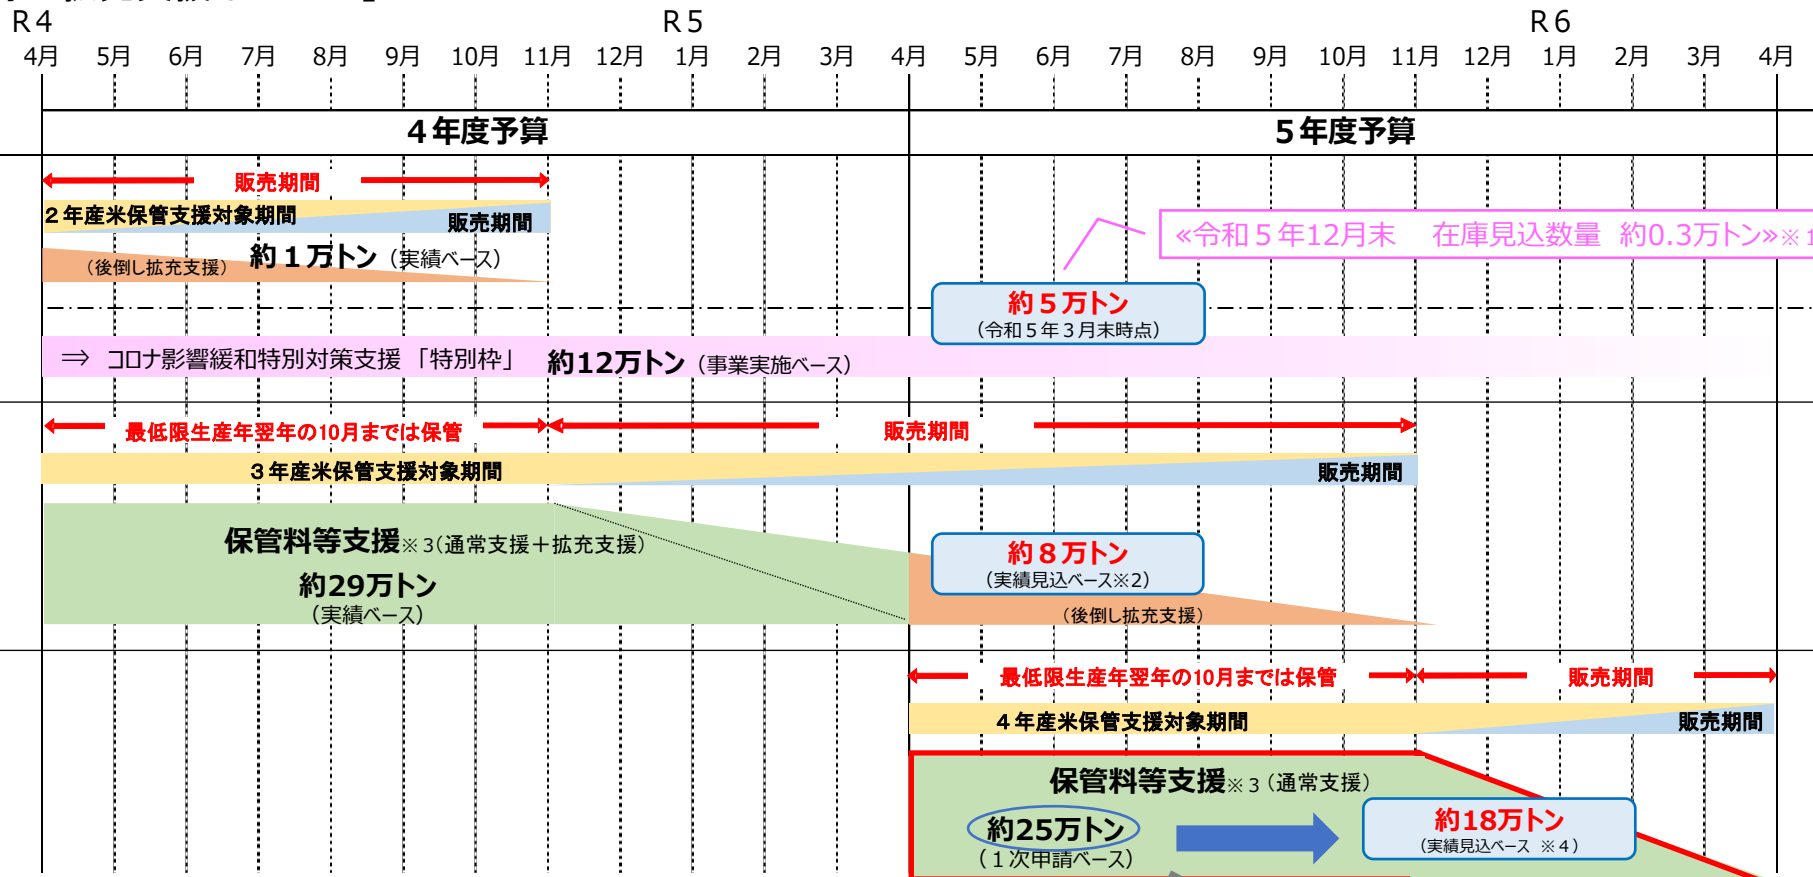 R4 R5 R6
4月 5月 6月 7月 8月 9月 10月 11月 12月 1月 2月 3月 4月 5月 6月 7月 8月 9月 10月 11月 12月 1月 2月 3月 4月
4年度予算 5年度予算
販売期間
2年産米保管支援対象期間 販売期間
(後倒し拡充支援) 約1万トン(実績ベース)
≪令和5年12月末 在庫見込数量 約0.3万トン≫※1
約5万トン
(令和5年3月末時点)
⇒ コロナ影響緩和特別対策支援「特別枠」 約12万トン(事業実施ベース)
最低限生産年翌年の10月までは保管 販売期間
3年産米保管支援対象期間 販売期間
保管料等支援※3(通常支援+拡充支援)
約29万トン
(実績ベース)
約8万トン
(実績見込ベース※2)
(後倒し拡充支援)
最低限生産年翌年の10月までは保管 販売期間
4年産米保管支援対象期間 販売期間
保管料等支援※3(通常支援)
約25万トン
(1次申請ベース)
約18万トン
(実績見込ベース ※4)